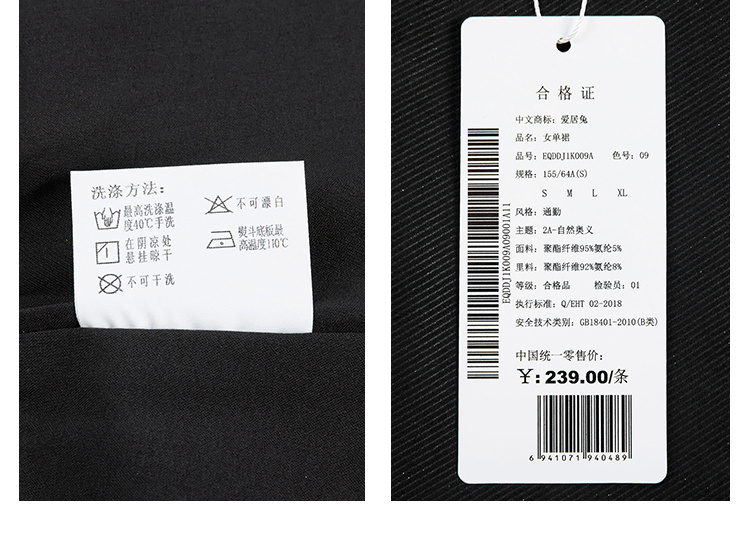 洗涤方法:
最高洗涤温
度40℃手洗
不可漂白
在阴凉处
悬挂晾干
熨斗底板最
高温度110℃
不可干洗
合格证
中文商标: 爱居兔
品名: 女单裙
品号: EQDDJ1K009A 色号: 09
规格: 155/64A(S)
S M L XL
风格: 通勤
主题: 2A-自然奥义
面料: 聚酯纤维95%氨纶5%
里料: 聚酯纤维92%氨纶8%
等级: 合格品 检验员: 01
执行标准: Q/EHT 02-2018
安全技术类别: GB18401-2010(B类)
中国统一零售价:
¥: 239.00/条
EQDDJ1K009A09001A11
6 941071 940489